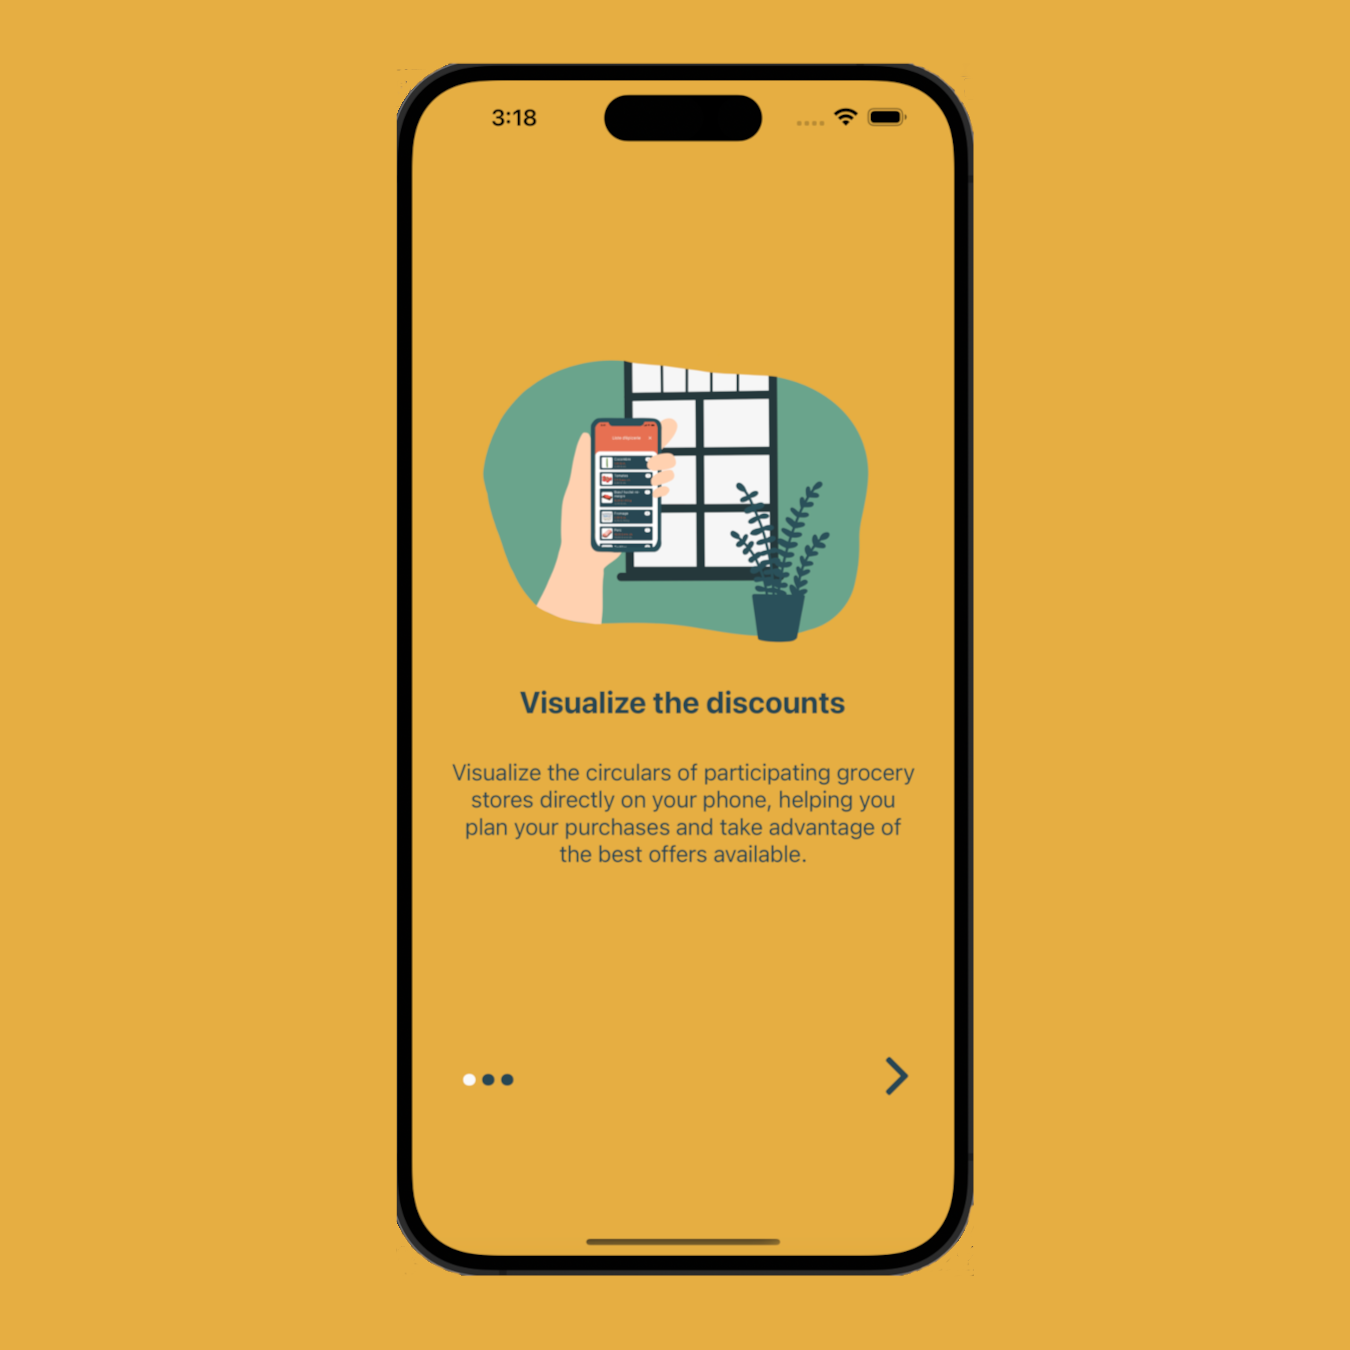 3:18
Visualize the discounts
Visualize the circulars of participating grocery
stores directly on your phone, helping you
plan your purchases and take advantage of
the best offers available.